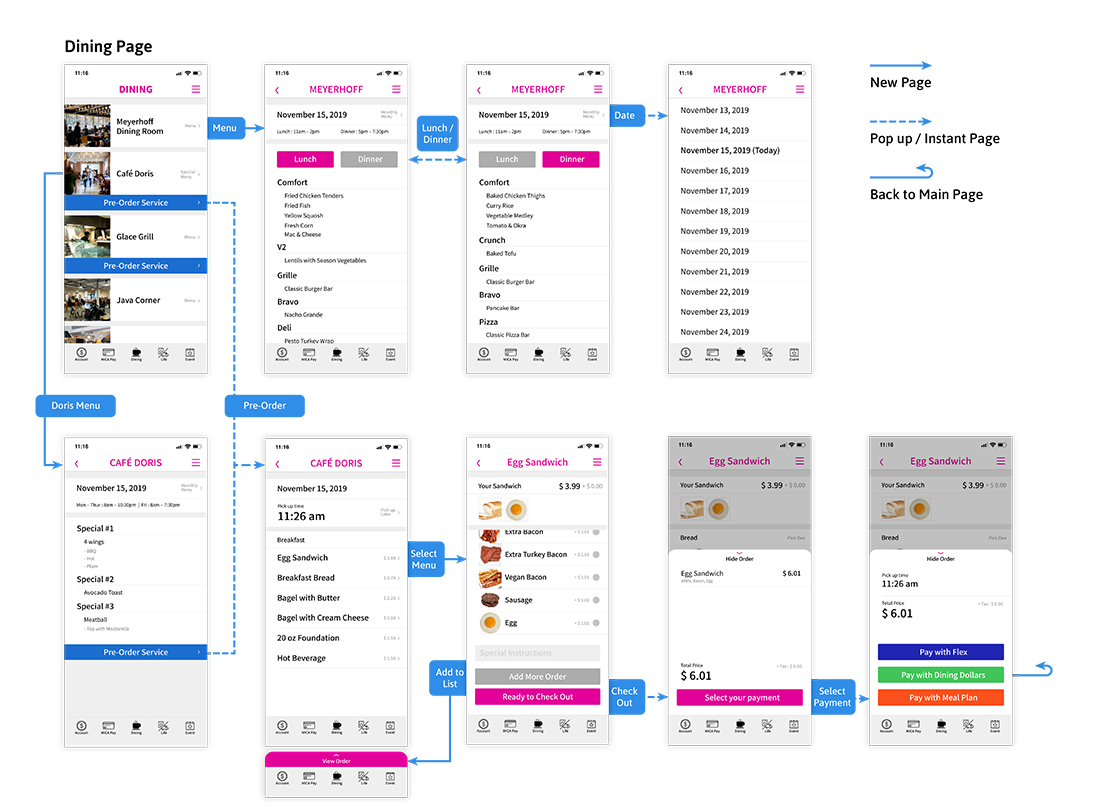 Dining Page
11:16
DINING
Meyerhoff
Dining Room
Menu
Café Doris
Special
Menu
Pre-Order Service
Glace Grill
Menu
Pre-Order Service
Java Corner
Menu
Account
MICA Pay
Dining
Life
Event
Menu
11:16
MEYERHOFF
November 15, 2019
Monthly
Menu
Lunch : 11am - 2pm
Dinner : 5pm - 7:30pm
Lunch
Dinner
Comfort
Fried Chicken Tenders
Fried Fish
Yellow Squosh
Fresh Corn
Mac & Cheese
V2
Lentils with Season Vegetables
Grille
Classic Burger Bar
Bravo
Nacho Grande
Deli
Pesto Turkey Wrap
Account
MICA Pay
Dining
Life
Event
Lunch /
Dinner
11:16
MEYERHOFF
November 15, 2019
Monthly
Menu
Lunch : 11am - 2pm
Dinner : 5pm - 7:30pm
Lunch
Dinner
Comfort
Baked Chicken Thighs
Curry Rice
Vegetable Medley
Tomato & Okra
Crunch
Baked Tofu
Grille
Classic Burger Bar
Bravo
Pancake Bar
Pizza
Classic Pizza Bar
Account
MICA Pay
Dining
Life
Event
Date
11:16
MEYERHOFF
November 13, 2019
November 14, 2019
November 15, 2019 (Today)
November 16, 2019
November 17, 2019
November 18, 2019
November 19, 2019
November 20, 2019
November 21, 2019
November 22, 2019
November 23, 2019
November 24, 2019
Account
MICA Pay
Dining
Life
Event
New Page
Pop up / Instant Page
Back to Main Page
Doris Menu
Pre-Order
11:16
CAFÉ DORIS
November 15, 2019
Monthly
Menu
Mon - Thur : 8am - 10:30pm | Fri : 8am - 7:30pm
Special #1
4 wings
- BBQ
- Hot
- Plain
Special #2
Avocado Toast
Special #3
Meatball
- Top with Mozzarella
Pre-Order Service
Account
MICA Pay
Dining
Life
Event
11:16
CAFÉ DORIS
November 15, 2019
Pick up time
11:26 am
Pick up
Later
Breakfast
Egg Sandwich
$ 3.99
Breakfast Bread
Bagel with Butter
Bagel with Cream Cheese
20 oz Foundation
Hot Beverage
Account
MICA Pay
Dining
Life
Event
View Order
Account
MICA Pay
Dining
Life
Event
Select
Menu
Add to
List
11:16
Egg Sandwich
Your Sandwich
$ 3.99 + $ 0.00
Extra Bacon
Extra Turkey Bacon
Vegan Bacon
Sausage
Egg
Special Instructions
Add More Order
Ready to Check Out
Account
MICA Pay
Dining
Life
Event
Check
Out
11:16
Egg Sandwich
Your Sandwich
$ 3.99 + $ 0.00
Bread
Pick One
Hide Order
Egg Sandwich
$ 6.01
White, Bacon, Egg
Total Price
+ Tax : $ 0.00
$ 6.01
Select your payment
Account
MICA Pay
Dining
Life
Event
Select
Payment
11:16
Egg Sandwich
Your Sandwich
$ 3.99 + $ 0.00
Bread
Pick One
Hide Order
Pick up time
11:26 am
Total Price
+ Tax : $ 0.00
$ 6.01
Pay with Flex
Pay with Dining Dollars
Pay with Meal Plan
Account
MICA Pay
Dining
Life
Event